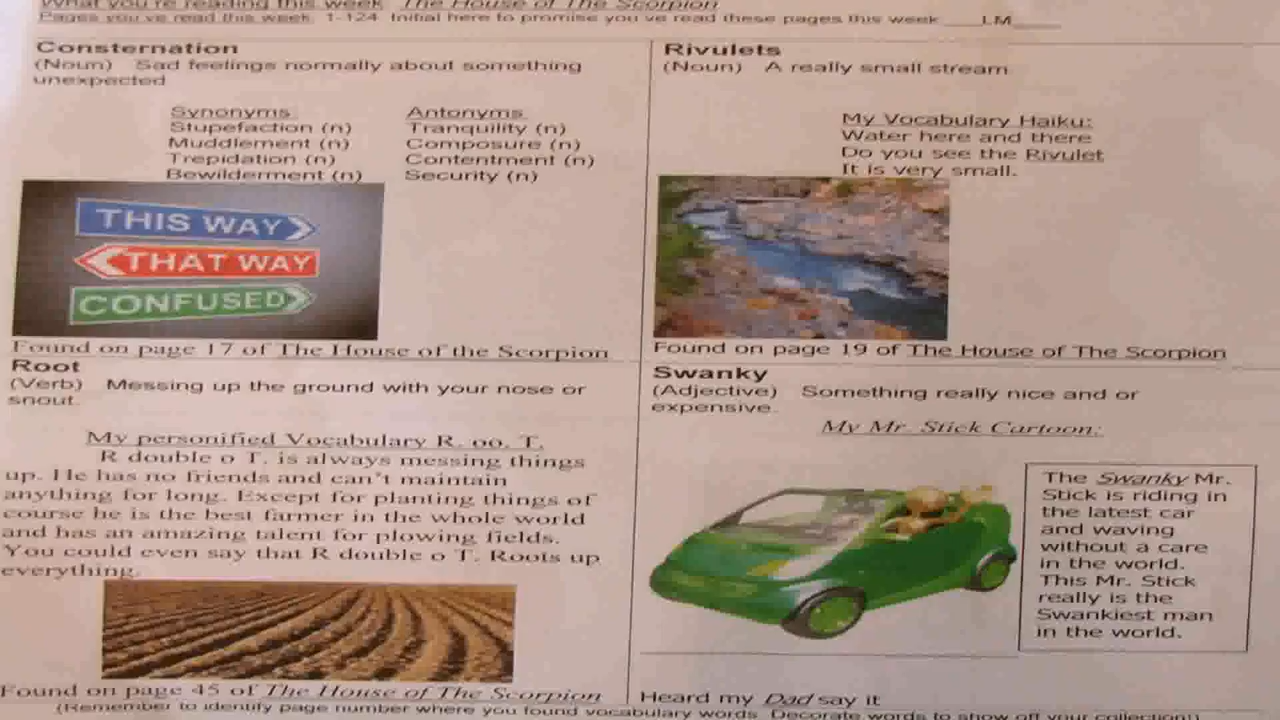 What you're reading this week The House of The Scorpion
Pages you've read this week 1-124 Initial here to promise you've read these pages this week ____LM____
Consternation
(Noun) Sad feelings normally about something
unexpected
Synonyms
Stupefaction (n)
Muddlement (n)
Trepidation (n)
Bewilderment (n)
Antonyms
Tranquility (n)
Composure (n)
Contentment (n)
Security (n)
THIS WAY
THAT WAY
CONFUSED
Found on page 17 of The House of the Scorpion
Rivulets
(Noun) A really small stream
My Vocabulary Haiku:
Water here and there
Do you see the Rivulet
It is very small.
Found on page 19 of The House of The Scorpion
Root
(Verb) Messing up the ground with your nose or
snout.
My personified Vocabulary R. oo. T.
R double o T. is always messing things
up. He has no friends and can't maintain
anything for long. Except for planting things of
course he is the best farmer in the whole world
and has an amazing talent for plowing fields.
You could even say that R double o T. Roots up
everything.
Found on page 45 of The House of The Scorpion
Swanky
(Adjective) Something really nice and or
expensive.
My Mr. Stick Cartoon:
The Swanky Mr.
Stick is riding in
the latest car
and waving
without a care
in the world.
This Mr. Stick
really is the
Swankiest man
in the world.
Heard my Dad say it
(Remember to identify page number where you found vocabulary words. Decorate words to show off your collection!)